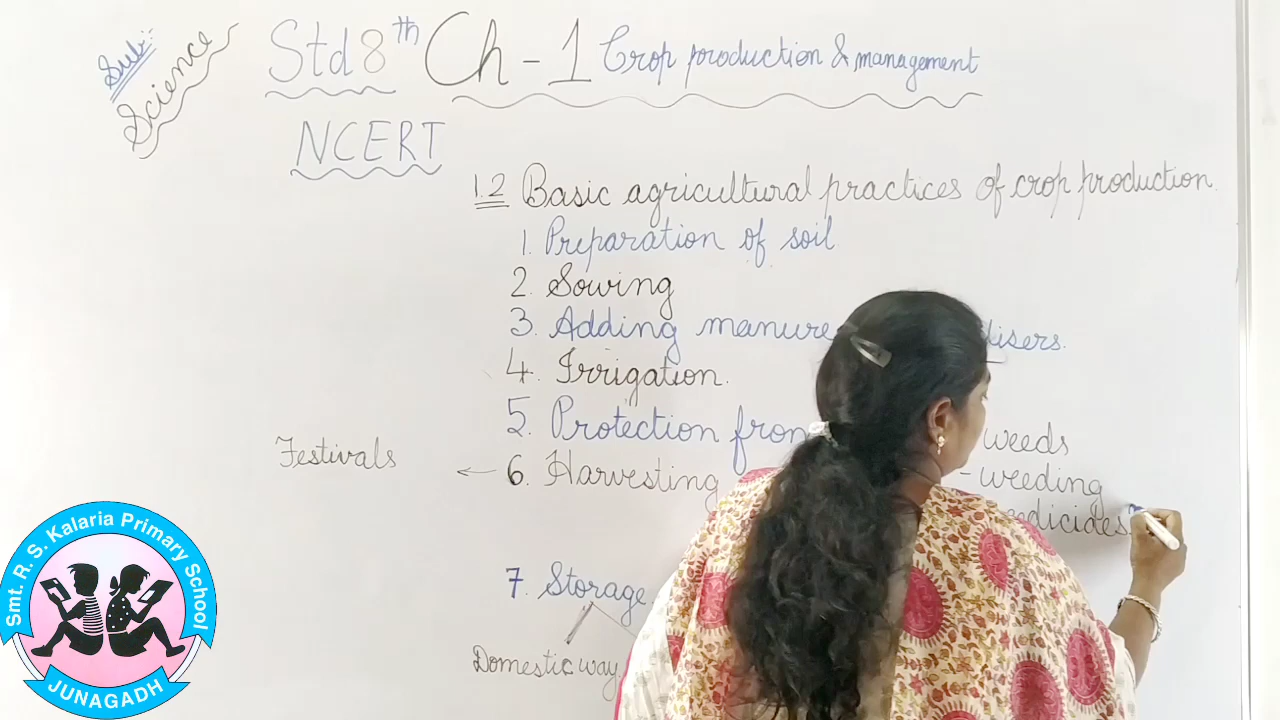 Sub:-
Science
Std 8th Ch - 1 Crop production & management
NCERT
1.2 Basic agricultural practices of crop production.
1. Preparation of soil.
2. Sowing
3. Adding manure
4. Irrigation.
5. Protection from weeds
Festivals ← 6. Harvesting - weeding
7. Storage
Domestic way
Smt. R. S. Kalaria Primary School
JUNAGADH